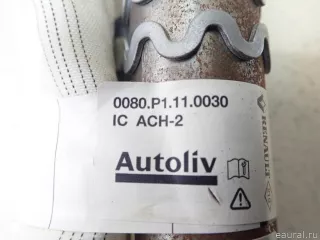 0080.P1.11.0030
IC ACH-2
Autoliv
RENAULT
eaural.ru